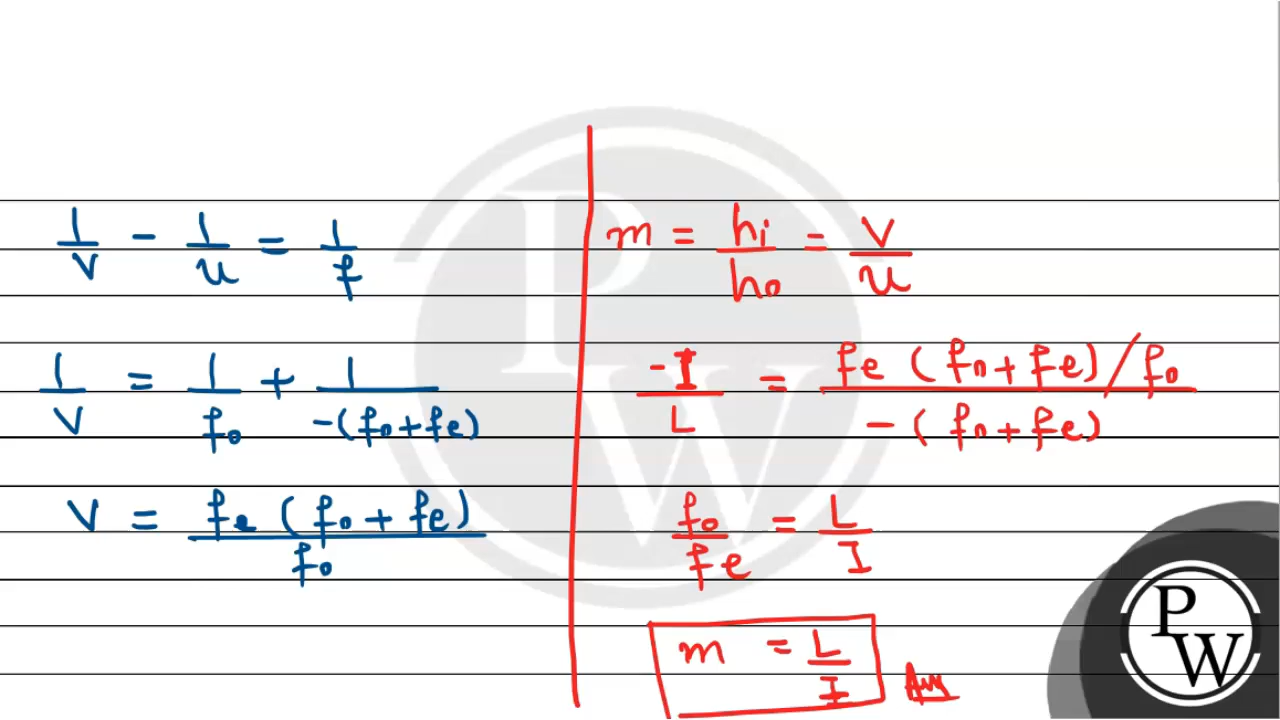 1/v - 1/u = 1/f
1/v = 1/f₀ + 1/-(f₀+fe)
v = fe (f₀ + fe)/f₀
m = hi/h₀ = v/u
-I/L = fe (f₀+fe)/f₀ / -(f₀+fe)
f₀/fe = L/I
m = L/I Ans
P
W
PW